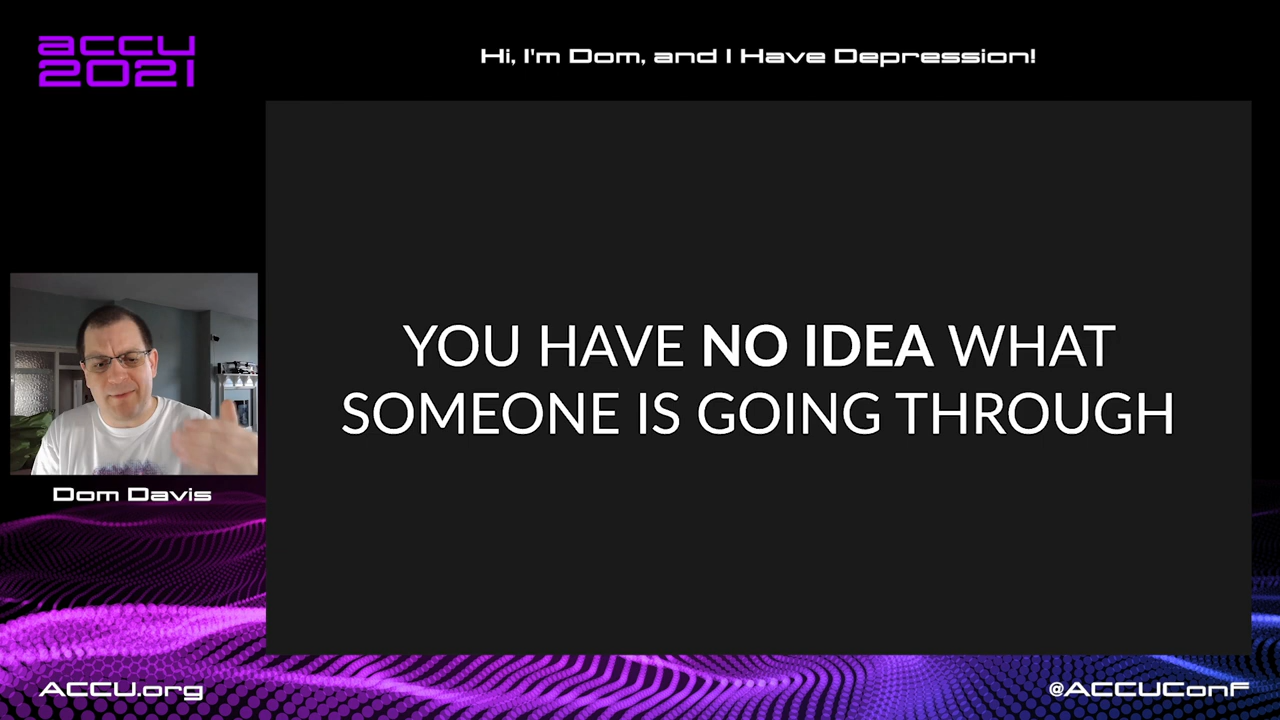 accu
2021
Hi, I'm Dom, and I Have Depression!
YOU HAVE NO IDEA WHAT
SOMEONE IS GOING THROUGH
Dom Davis
ACCU.org
@ACCUConf